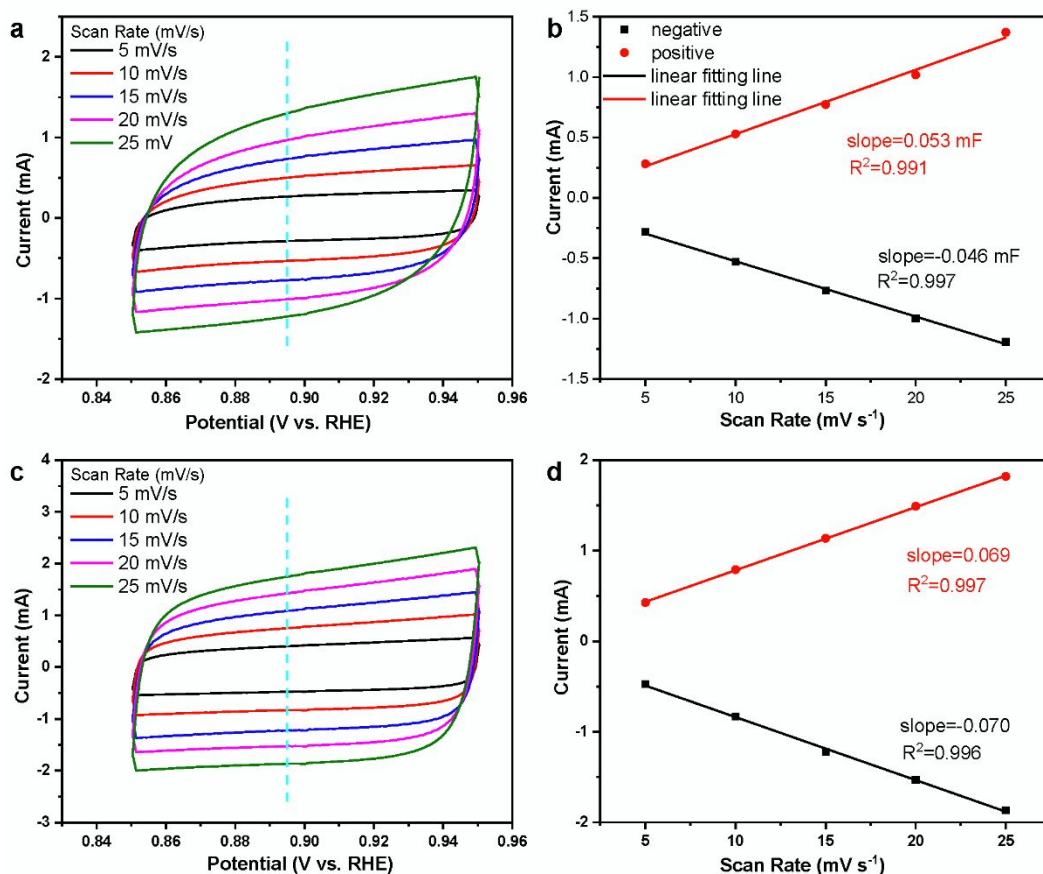 a
Scan Rate (mV/s)
5 mV/s
10 mV/s
15 mV/s
20 mV/s
25 mV
2
1
0
-1
-2
Current (mA)
0.84 0.86 0.88 0.90 0.92 0.94 0.96
Potential (V vs. RHE)
b
negative
positive
linear fitting line
linear fitting line
slope=0.053 mF
R²=0.991
slope=-0.046 mF
R²=0.997
1.5
1.0
0.5
0.0
-0.5
-1.0
-1.5
Current (mA)
5 10 15 20 25
Scan Rate (mV s⁻¹)
c
Scan Rate (mV/s)
5 mV/s
10 mV/s
15 mV/s
20 mV/s
25 mV/s
4
3
2
1
0
-1
-2
-3
Current (mA)
0.84 0.86 0.88 0.90 0.92 0.94 0.96
Potential (V vs. RHE)
d
slope=0.069
R²=0.997
slope=-0.070
R²=0.996
2
1
0
-1
-2
Current (mA)
5 10 15 20 25
Scan Rate (mV s⁻¹)